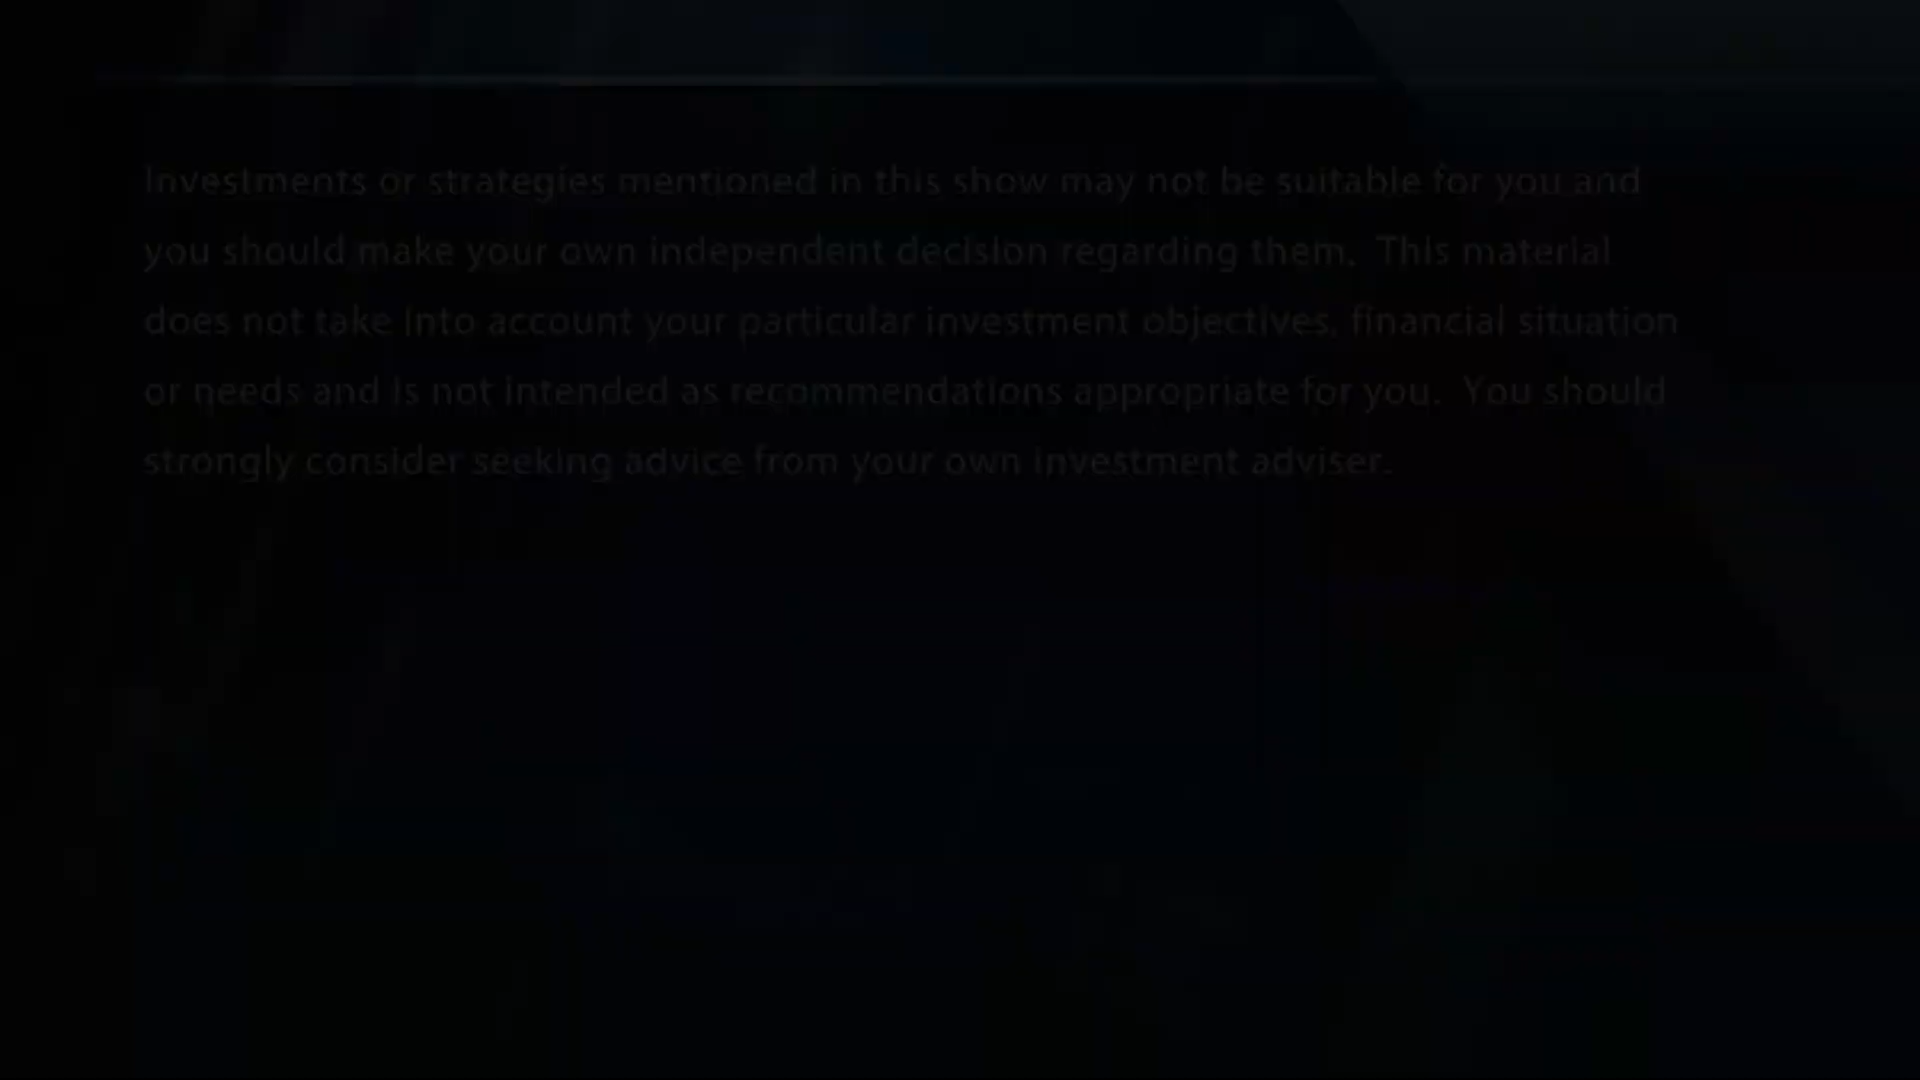 Investments or strategies mentioned in this show may not be suitable for you and
you should make your own independent decision regarding them.  This material
does not take into account your particular investment objectives, financial situation
or needs and is not intended as recommendations appropriate for you.  You should
strongly consider seeking advice from your own investment adviser.